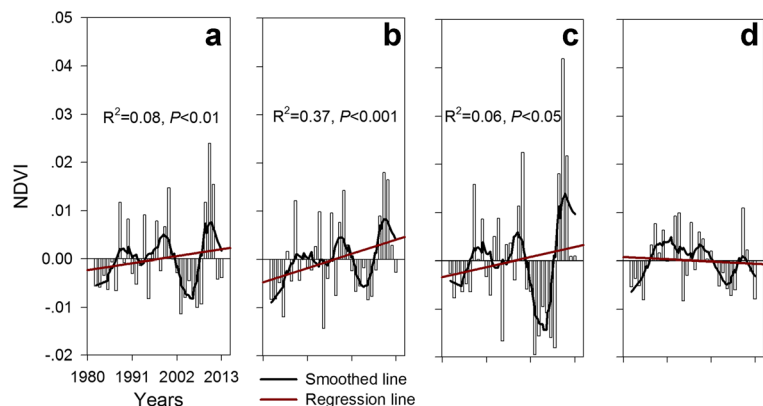 .05
.04
.03
.02
.01
0.00
-.01
-.02
NDVI
a
R²=0.08, P<0.01
b
R²=0.37, P<0.001
c
R²=0.06, P<0.05
d
1980 1991 2002 2013
Years
Smoothed line
Regression line